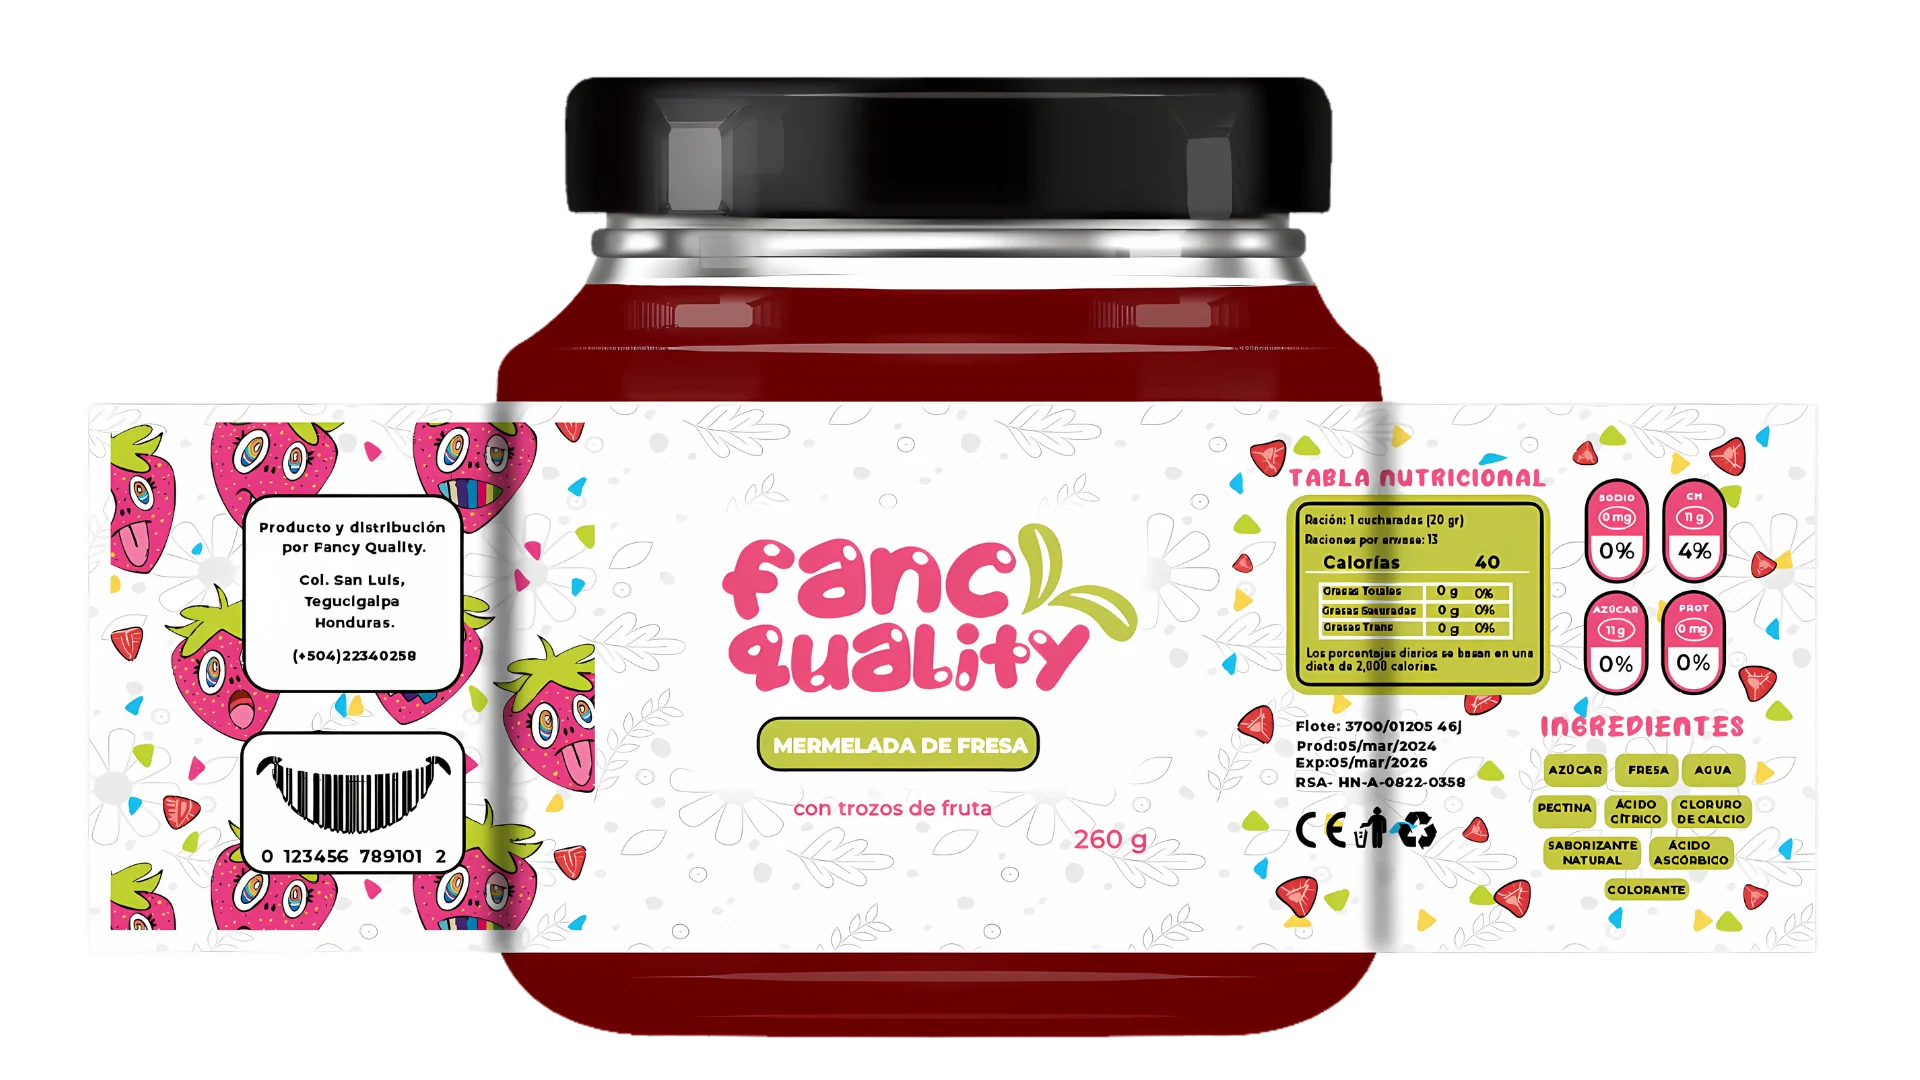 Producto y distribución
por Fancy Quality.
Col. San Luis,
Tegucigalpa
Honduras.
(+504)22340258
0 123456 789101 2
fancy
quality
MERMELADA DE FRESA
con trozos de fruta
260 g
TABLA NUTRICIONAL
Ración: 1 cucharadas (20 gr)
Raciones por envase: 13
Calorías 40
Grasas Totales 0 g 0%
Grasas Saturadas 0 g 0%
Grasas Trans 0 g 0%
Los porcentajes diarios se basan en una
dieta de 2,000 calorías.
Flote: 3700/01205 46J
Prod:05/mar/2024
Exp:05/mar/2026
RSA- HN-A-0822-0358
CE
SODIO
0 mg
0%
CH
11 g
4%
AZÚCAR
11 g
0%
PROT
0 mg
0%
INGREDIENTES
AZÚCAR FRESA AGUA
PECTINA
ÁCIDO
CÍTRICO
CLORURO
DE CALCIO
SABORIZANTE
NATURAL
ÁCIDO
ASCÓRBICO
COLORANTE